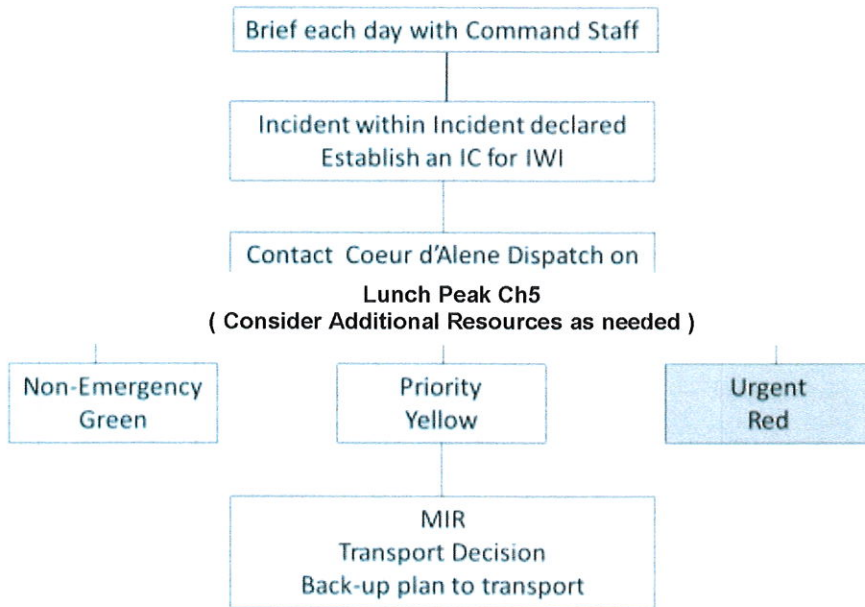 Brief each day with Command Staff
Incident within Incident declared
Establish an IC for IWI
Contact Coeur d'Alene Dispatch on
Lunch Peak Ch5
( Consider Additional Resources as needed )
Non-Emergency
Green
Priority
Yellow
Urgent
Red
MIR
Transport Decision
Back-up plan to transport